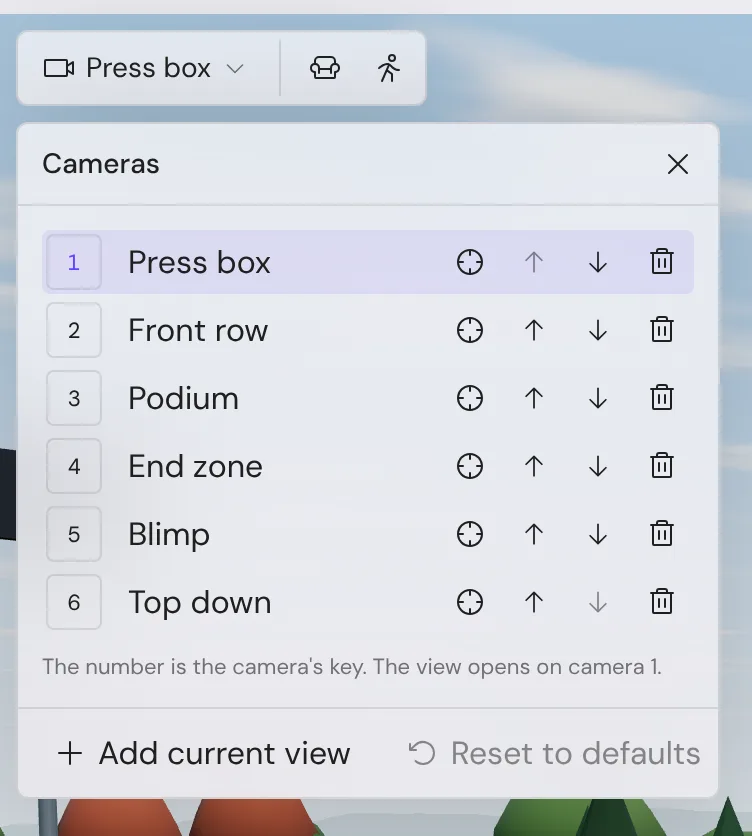 Press box
Cameras
1 Press box
2 Front row
3 Podium
4 End zone
5 Blimp
6 Top down
The number is the camera's key. The view opens on camera 1.
Add current view Reset to defaults